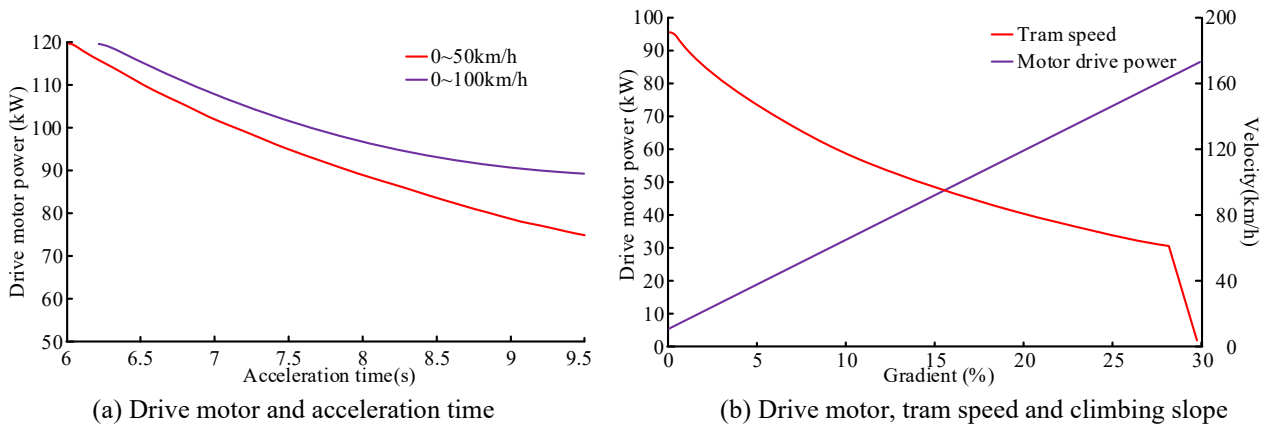 120
110
100
90
80
70
60
50
Drive motor power (kW)
0~50km/h
0~100km/h
6 6.5 7 7.5 8 8.5 9 9.5
Acceleration time(s)
(a) Drive motor and acceleration time
100
90
80
70
60
50
40
30
20
10
0
Drive motor power (kW)
Tram speed
Motor drive power
200
160
120
80
40
0
Velocity(km/h)
0 5 10 15 20 25 30
Gradient (%)
(b) Drive motor, tram speed and climbing slope